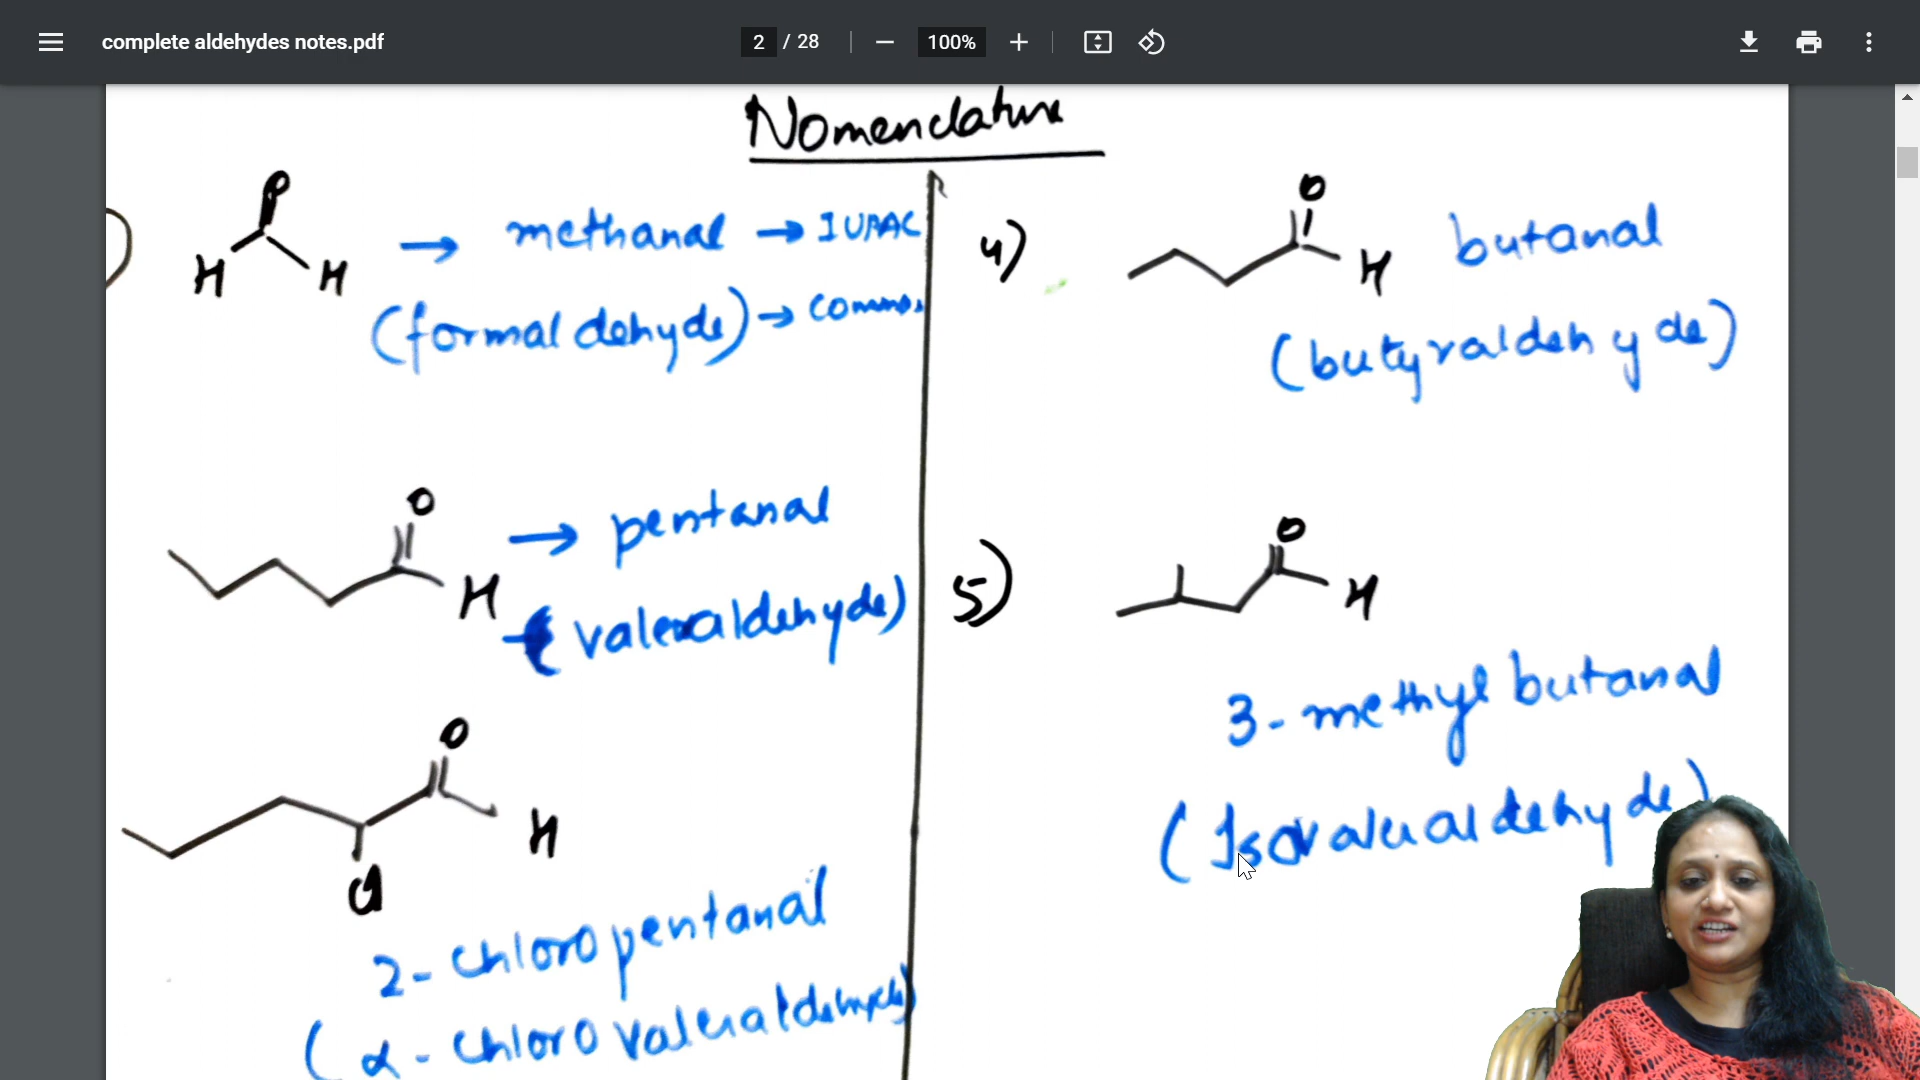 complete aldehydes notes.pdf
2 / 28
100%
Nomenclature
O
H
H
→ methanal → IUPAC
(formaldehyde) →
O
H
→ pentanal
(valeraldehyde)
O
H
Cl
2- chloropentanal
(α - chloro valeraldehyde)
4)
O
H
butanal
(butyraldehyde)
5)
O
H
3- methyl butanal
(Isovaleraldehyde)